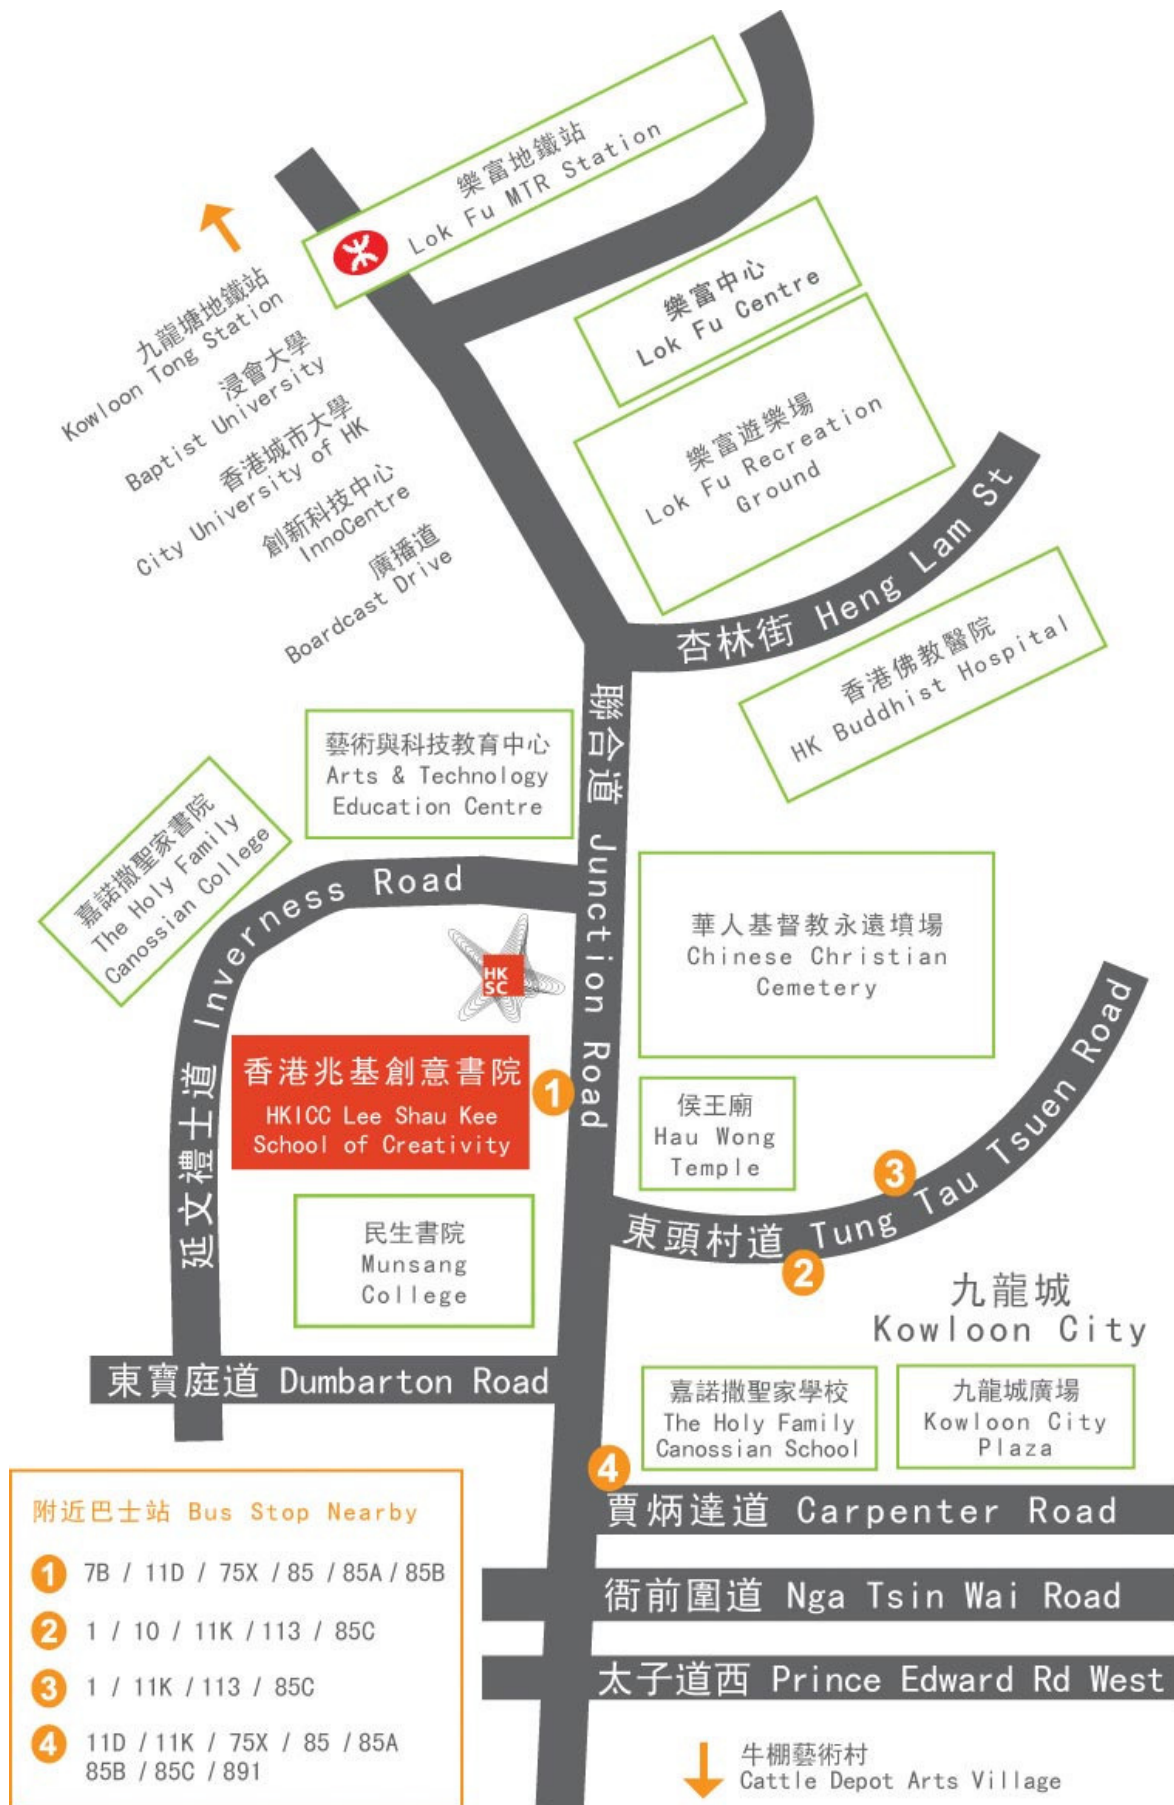 樂富地鐵站
Lok Fu MTR Station
九龍塘地鐵站
Kowloon Tong Station
浸會大學
Baptist University
香港城市大學
City University of HK
創新科技中心
InnoCentre
廣播道
Boardcast Drive
樂富中心
Lok Fu Centre
樂富遊樂場
Lok Fu Recreation
Ground
杏林街 Heng Lam St
香港佛教醫院
HK Buddhist Hospital
聯合道 Junction Road
藝術與科技教育中心
Arts & Technology
Education Centre
嘉諾撒聖家書院
The Holy Family
Canossian College
延文禮士道 Inverness Road
HK
SC
華人基督教永遠墳場
Chinese Christian
Cemetery
香港兆基創意書院
HKICC Lee Shau Kee
School of Creativity
1
侯王廟
Hau Wong
Temple
3
東頭村道 Tung Tau Tsuen Road
2
民生書院
Munsang
College
九龍城
Kowloon City
東寶庭道 Dumbarton Road
嘉諾撒聖家學校
The Holy Family
Canossian School
九龍城廣場
Kowloon City
Plaza
4
賈炳達道 Carpenter Road
衙前圍道 Nga Tsin Wai Road
太子道西 Prince Edward Rd West
牛棚藝術村
Cattle Depot Arts Village
附近巴士站 Bus Stop Nearby
1 7B / 11D / 75X / 85 / 85A / 85B
2 1 / 10 / 11K / 113 / 85C
3 1 / 11K / 113 / 85C
4 11D / 11K / 75X / 85 / 85A
85B / 85C / 891